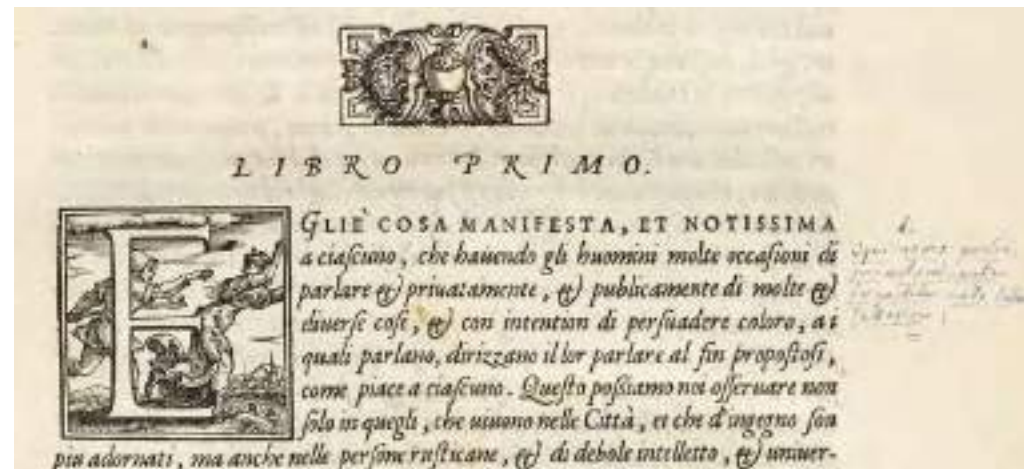 LIBRO PRIMO.
EGLIÈ COSA MANIFESTA, ET NOTISSIMA
a ciaſcuno, che hauendo gli huomini molte occaſioni di
parlare & priuatamente, & publicamente di molte &
diuerſe coſe, & con intention di perſuadere coloro, a i
quali parlano, dirizzano il lor parlare al fin propoſtoſi,
come piace a ciaſcuno. Queſto poſsiamo noi oſſeruare non
ſolo in quegli, che uiuono nelle Città, et che d'ingegno ſon
piu adornati, ma anche nelle perſone ruſticane, & di debole intelletto, & uniuer-